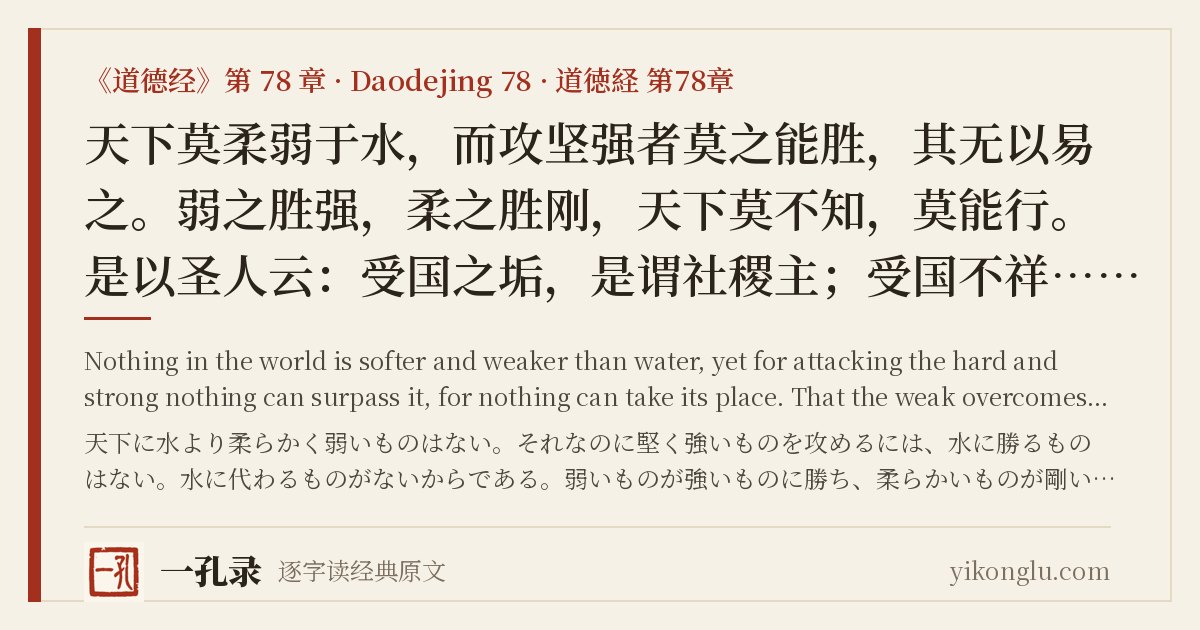 《道德经》第 78 章 · Daodejing 78 · 道徳経 第78章
天下莫柔弱于水，而攻坚强者莫之能胜，其无以易
之。弱之胜强，柔之胜刚，天下莫不知，莫能行。
是以圣人云：受国之垢，是谓社稷主；受国不祥……
Nothing in the world is softer and weaker than water, yet for attacking the hard and
strong nothing can surpass it, for nothing can take its place. That the weak overcomes…
天下に水より柔らかく弱いものはない。それなのに堅く強いものを攻めるには、水に勝るもの
はない。水に代わるものがないからである。弱いものが強いものに勝ち、柔らかいものが剛い…
一孔
一孔录 逐字读经典原文 yikonglu.com